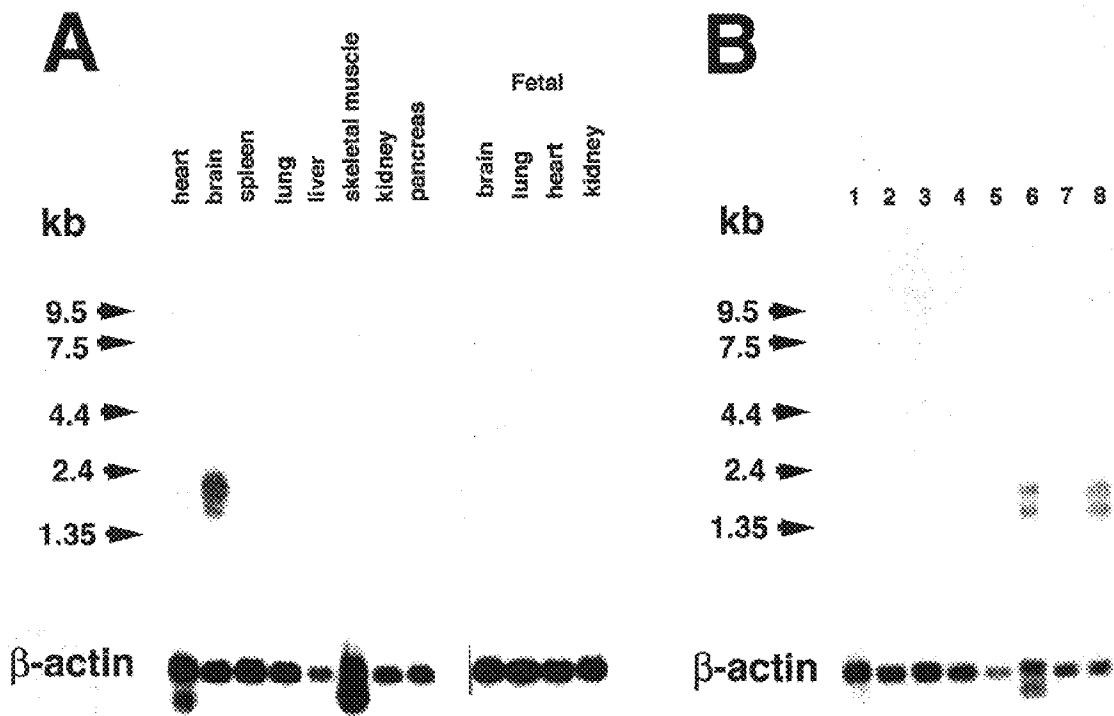 A
heart
brain
spleen
lung
liver
skeletal muscle
kidney
pancreas
Fetal
brain
lung
heart
kidney
kb
9.5
7.5
4.4
2.4
1.35
β-actin
B
1 2 3 4 5 6 7 8
kb
9.5
7.5
4.4
2.4
1.35
β-actin